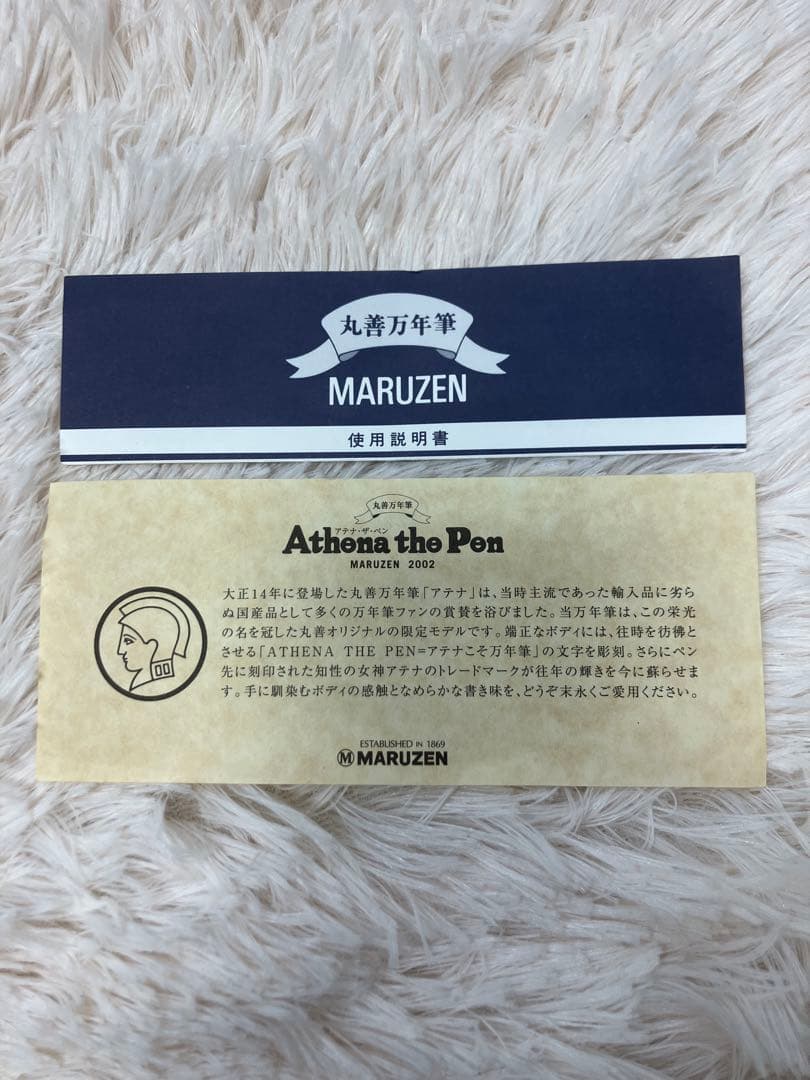 丸善万年筆
MARUZEN
使用説明書
丸善万年筆
アテナ・ザ・ペン
Athena the Pen
MARUZEN 2002
大正14年に登場した丸善万年筆「アテナ」は、当時主流であった輸入品に劣ら
ぬ国産品として多くの万年筆ファンの賞賛を浴びました。当万年筆は、この栄光
の名を冠した丸善オリジナルの限定モデルです。端正なボディには、往時を彷彿と
させる「ATHENA THE PEN=アテナこそ万年筆」の文字を彫刻。さらにペン
先に刻印された知性の女神アテナのトレードマークが往年の輝きを今に蘇らせま
す。手に馴染むボディの感触となめらかな書き味を、どうぞ末永くご愛用ください。
ESTABLISHED IN 1869
M MARUZEN